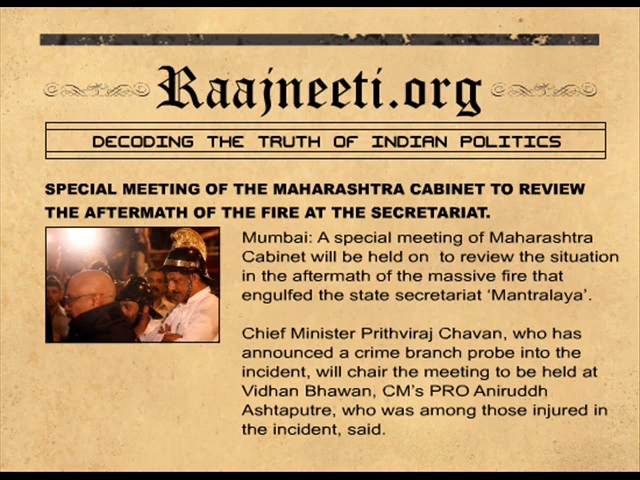 Raajneeti.org
DECODING THE TRUTH OF INDIAN POLITICS
SPECIAL MEETING OF THE MAHARASHTRA CABINET TO REVIEW
THE AFTERMATH OF THE FIRE AT THE SECRETARIAT.
Mumbai: A special meeting of Maharashtra
Cabinet will be held on  to review the situation
in the aftermath of the massive fire that
engulfed the state secretariat ‘Mantralaya’.
Chief Minister Prithviraj Chavan, who has
announced a crime branch probe into the
incident, will chair the meeting to be held at
Vidhan Bhawan, CM’s PRO Aniruddh
Ashtaputre, who was among those injured in
the incident, said.